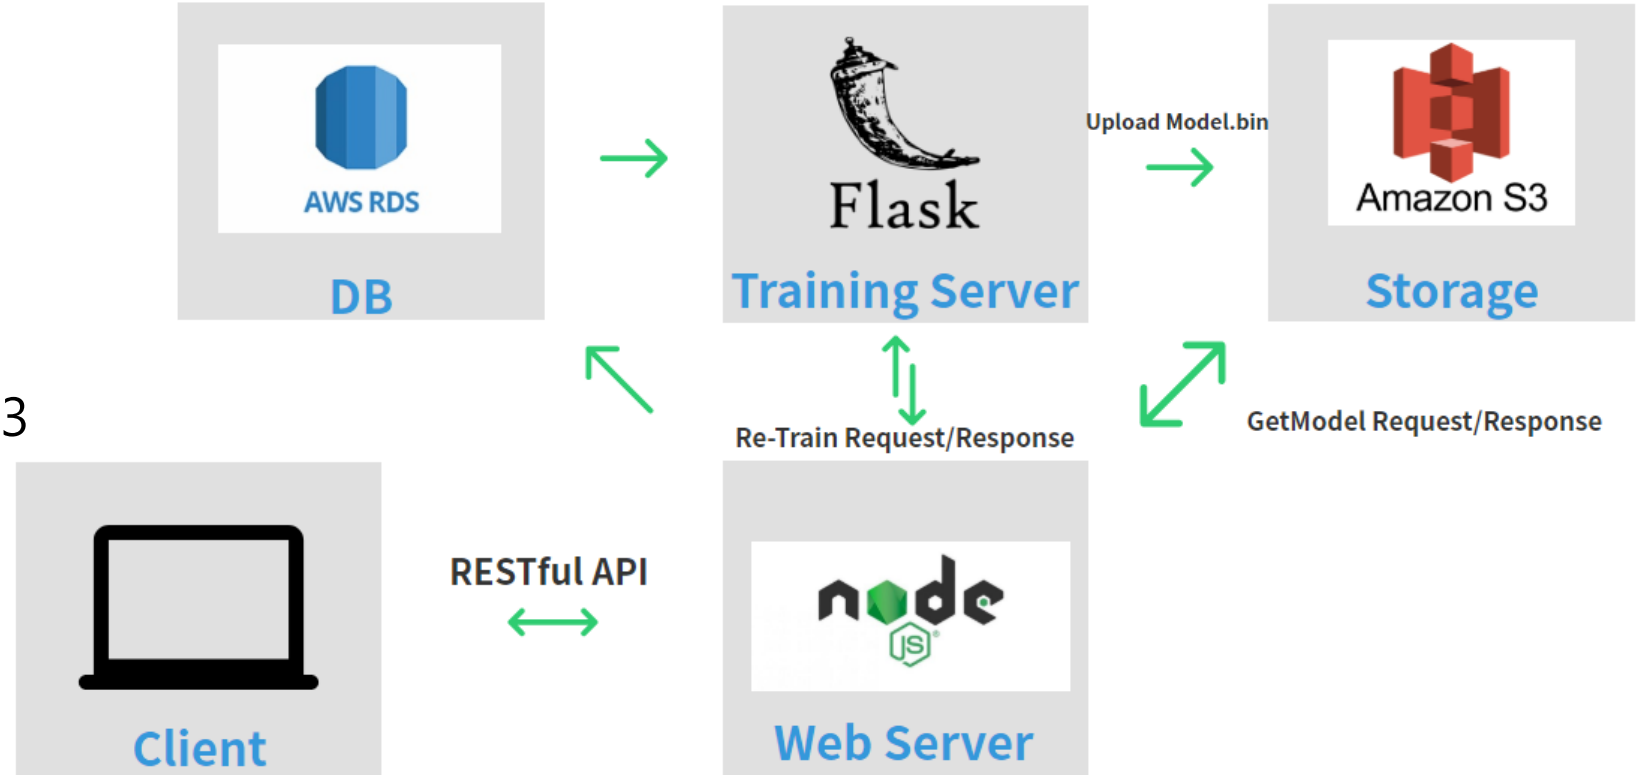 AWS RDS
DB
Flask
Training Server
Upload Model.bin
Amazon S3
Storage
3
Re-Train Request/Response
GetModel Request/Response
Client
RESTful API
node
JS
Web Server